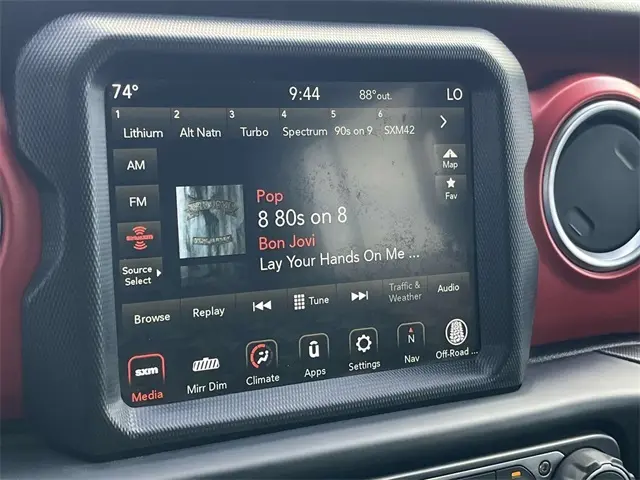 74° 9:44 88°out. LO
1 2 3 4 5 6
Lithium Alt Natn Turbo Spectrum 90s on 9 SXM42
AM
Map
FM
Fav
Pop
8 80s on 8
Bon Jovi
Lay Your Hands On Me ...
SiriusXM
Source
Select
Browse Replay Tune Traffic &
Weather Audio
sxm
Media Mirr Dim Climate Apps Settings N
Nav Off-Road ...